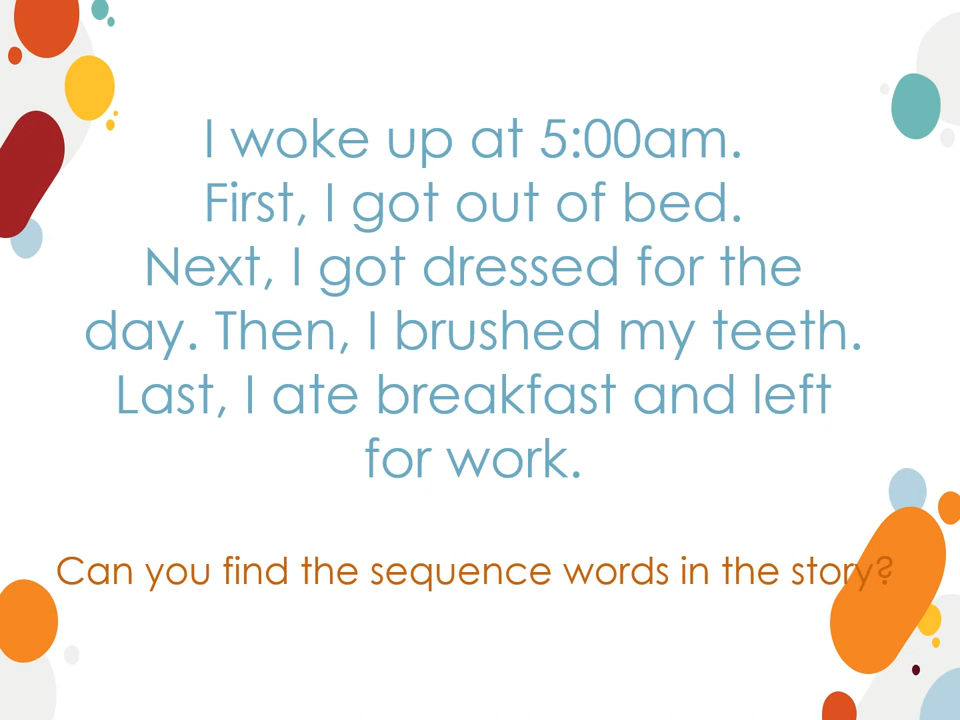 I woke up at 5:00am.
First, I got out of bed.
Next, I got dressed for the
day. Then, I brushed my teeth.
Last, I ate breakfast and left
for work.
Can you find the sequence words in the story?